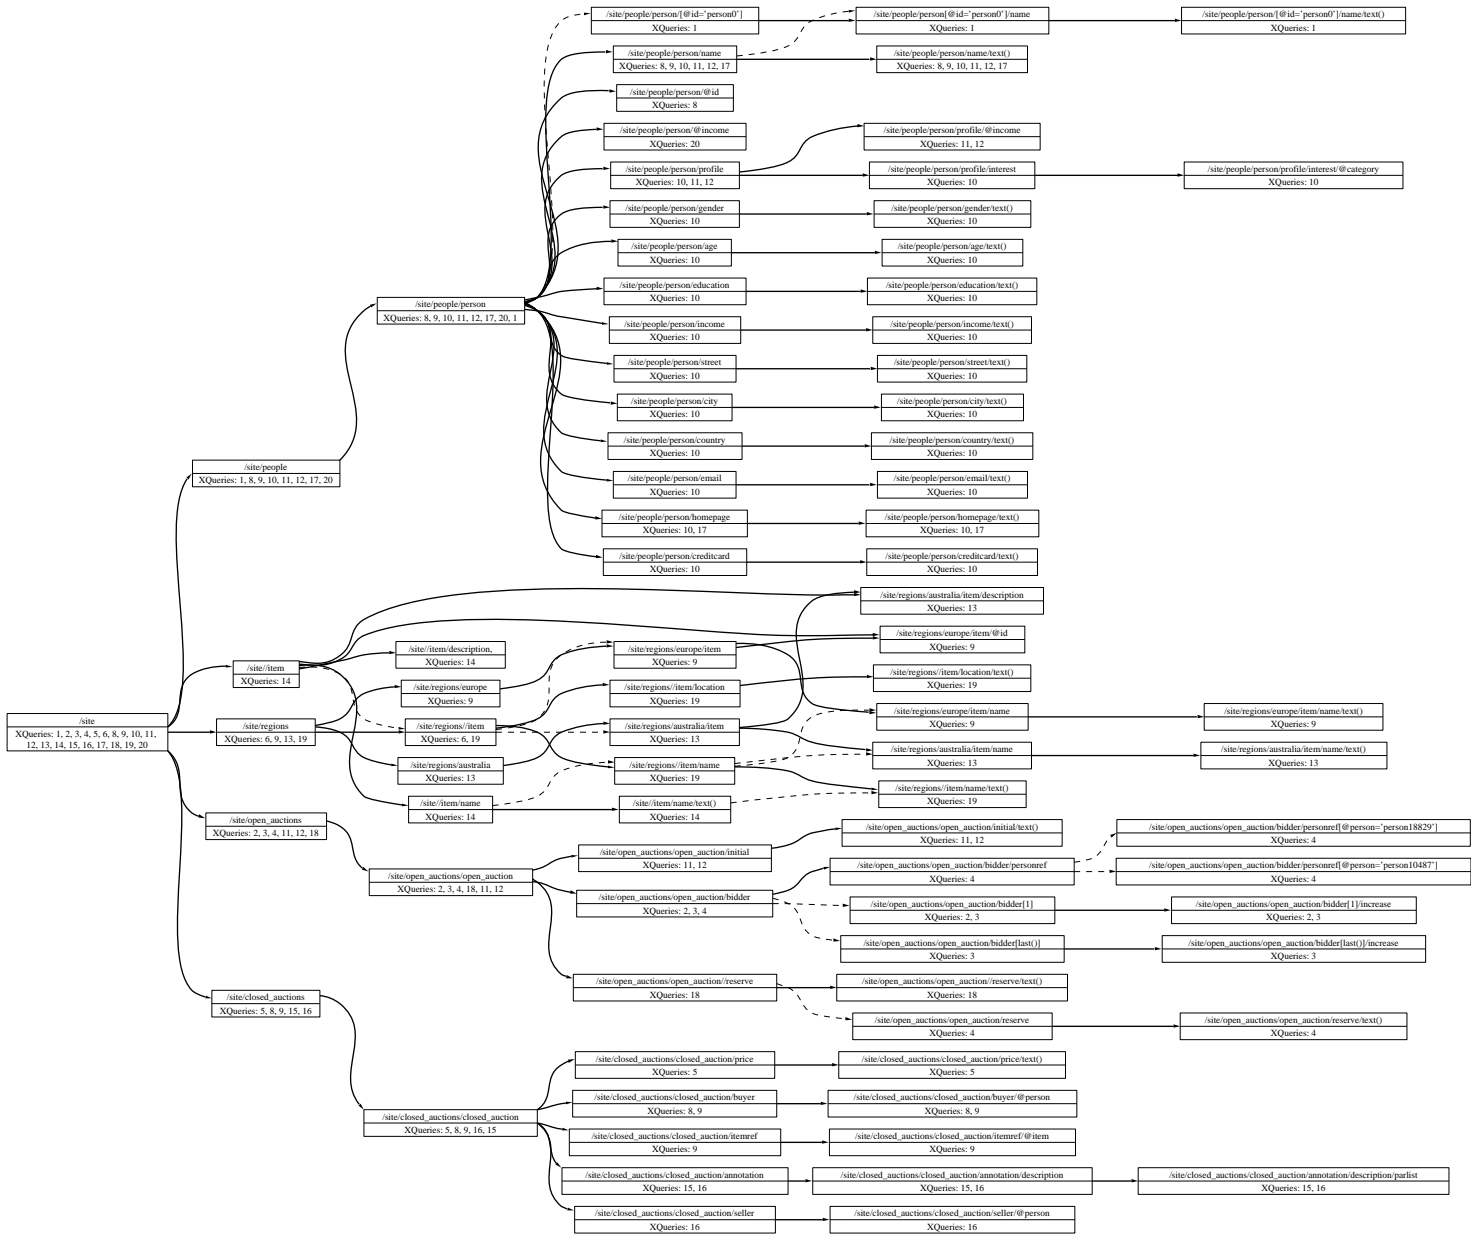 /site/people/person/[@id='person0']
XQueries: 1
/site/people/person[@id='person0']/name
XQueries: 1
/site/people/person/[@id='person0']/name/text()
XQueries: 1
/site/people/person/name
XQueries: 8, 9, 10, 11, 12, 17
/site/people/person/name/text()
XQueries: 8, 9, 10, 11, 12, 17
/site/people/person/@id
XQueries: 8
/site/people/person/@income
XQueries: 20
/site/people/person/profile/@income
XQueries: 11, 12
/site/people/person/profile
XQueries: 10, 11, 12
/site/people/person/profile/interest
XQueries: 10
/site/people/person/profile/interest/@category
XQueries: 10
/site/people/person/gender
XQueries: 10
/site/people/person/gender/text()
XQueries: 10
/site/people/person/age
XQueries: 10
/site/people/person/age/text()
XQueries: 10
/site/people/person/education
XQueries: 10
/site/people/person/education/text()
XQueries: 10
/site/people/person
XQueries: 8, 9, 10, 11, 12, 17, 20, 1
/site/people/person/income
XQueries: 10
/site/people/person/income/text()
XQueries: 10
/site/people/person/street
XQueries: 10
/site/people/person/street/text()
XQueries: 10
/site/people/person/city
XQueries: 10
/site/people/person/city/text()
XQueries: 10
/site/people/person/country
XQueries: 10
/site/people/person/country/text()
XQueries: 10
/site/people
XQueries: 1, 8, 9, 10, 11, 12, 17, 20
/site/people/person/email
XQueries: 10
/site/people/person/email/text()
XQueries: 10
/site/people/person/homepage
XQueries: 10, 17
/site/people/person/homepage/text()
XQueries: 10, 17
/site/people/person/creditcard
XQueries: 10
/site/people/person/creditcard/text()
XQueries: 10
/site/regions/australia/item/description
XQueries: 13
/site/regions/europe/item/@id
XQueries: 9
/site//item/description,
XQueries: 14
/site/regions/europe/item
XQueries: 9
/site//item
XQueries: 14
/site/regions//item/location/text()
XQueries: 19
/site/regions/europe
XQueries: 9
/site/regions//item/location
XQueries: 19
/site/regions/europe/item/name
XQueries: 9
/site/regions/europe/item/name/text()
XQueries: 9
/site
XQueries: 1, 2, 3, 4, 5, 6, 8, 9, 10, 11,
12, 13, 14, 15, 16, 17, 18, 19, 20
/site/regions
XQueries: 6, 9, 13, 19
/site/regions//item
XQueries: 6, 19
/site/regions/australia/item
XQueries: 13
/site/regions/australia/item/name
XQueries: 13
/site/regions/australia/item/name/text()
XQueries: 13
/site/regions/australia
XQueries: 13
/site/regions//item/name
XQueries: 19
/site/regions//item/name/text()
XQueries: 19
/site//item/name
XQueries: 14
/site//item/name/text()
XQueries: 14
/site/open_auctions
XQueries: 2, 3, 4, 11, 12, 18
/site/open_auctions/open_auction/initial/text()
XQueries: 11, 12
/site/open_auctions/open_auction/bidder/personref[@person='person18829']
XQueries: 4
/site/open_auctions/open_auction/initial
XQueries: 11, 12
/site/open_auctions/open_auction/bidder/personref
XQueries: 4
/site/open_auctions/open_auction/bidder/personref[@person='person10487']
XQueries: 4
/site/open_auctions/open_auction
XQueries: 2, 3, 4, 18, 11, 12
/site/open_auctions/open_auction/bidder
XQueries: 2, 3, 4
/site/open_auctions/open_auction/bidder[1]
XQueries: 2, 3
/site/open_auctions/open_auction/bidder[1]/increase
XQueries: 2, 3
/site/open_auctions/open_auction/bidder[last()]
XQueries: 3
/site/open_auctions/open_auction/bidder[last()]/increase
XQueries: 3
/site/open_auctions/open_auction//reserve
XQueries: 18
/site/open_auctions/open_auction//reserve/text()
XQueries: 18
/site/closed_auctions
XQueries: 5, 8, 9, 15, 16
/site/open_auctions/open_auction/reserve
XQueries: 4
/site/open_auctions/open_auction/reserve/text()
XQueries: 4
/site/closed_auctions/closed_auction/price
XQueries: 5
/site/closed_auctions/closed_auction/price/text()
XQueries: 5
/site/closed_auctions/closed_auction/buyer
XQueries: 8, 9
/site/closed_auctions/closed_auction/buyer/@person
XQueries: 8, 9
/site/closed_auctions/closed_auction
XQueries: 5, 8, 9, 16, 15
/site/closed_auctions/closed_auction/itemref
XQueries: 9
/site/closed_auctions/closed_auction/itemref/@item
XQueries: 9
/site/closed_auctions/closed_auction/annotation
XQueries: 15, 16
/site/closed_auctions/closed_auction/annotation/description
XQueries: 15, 16
/site/closed_auctions/closed_auction/annotation/description/parlist
XQueries: 15, 16
/site/closed_auctions/closed_auction/seller
XQueries: 16
/site/closed_auctions/closed_auction/seller/@person
XQueries: 16